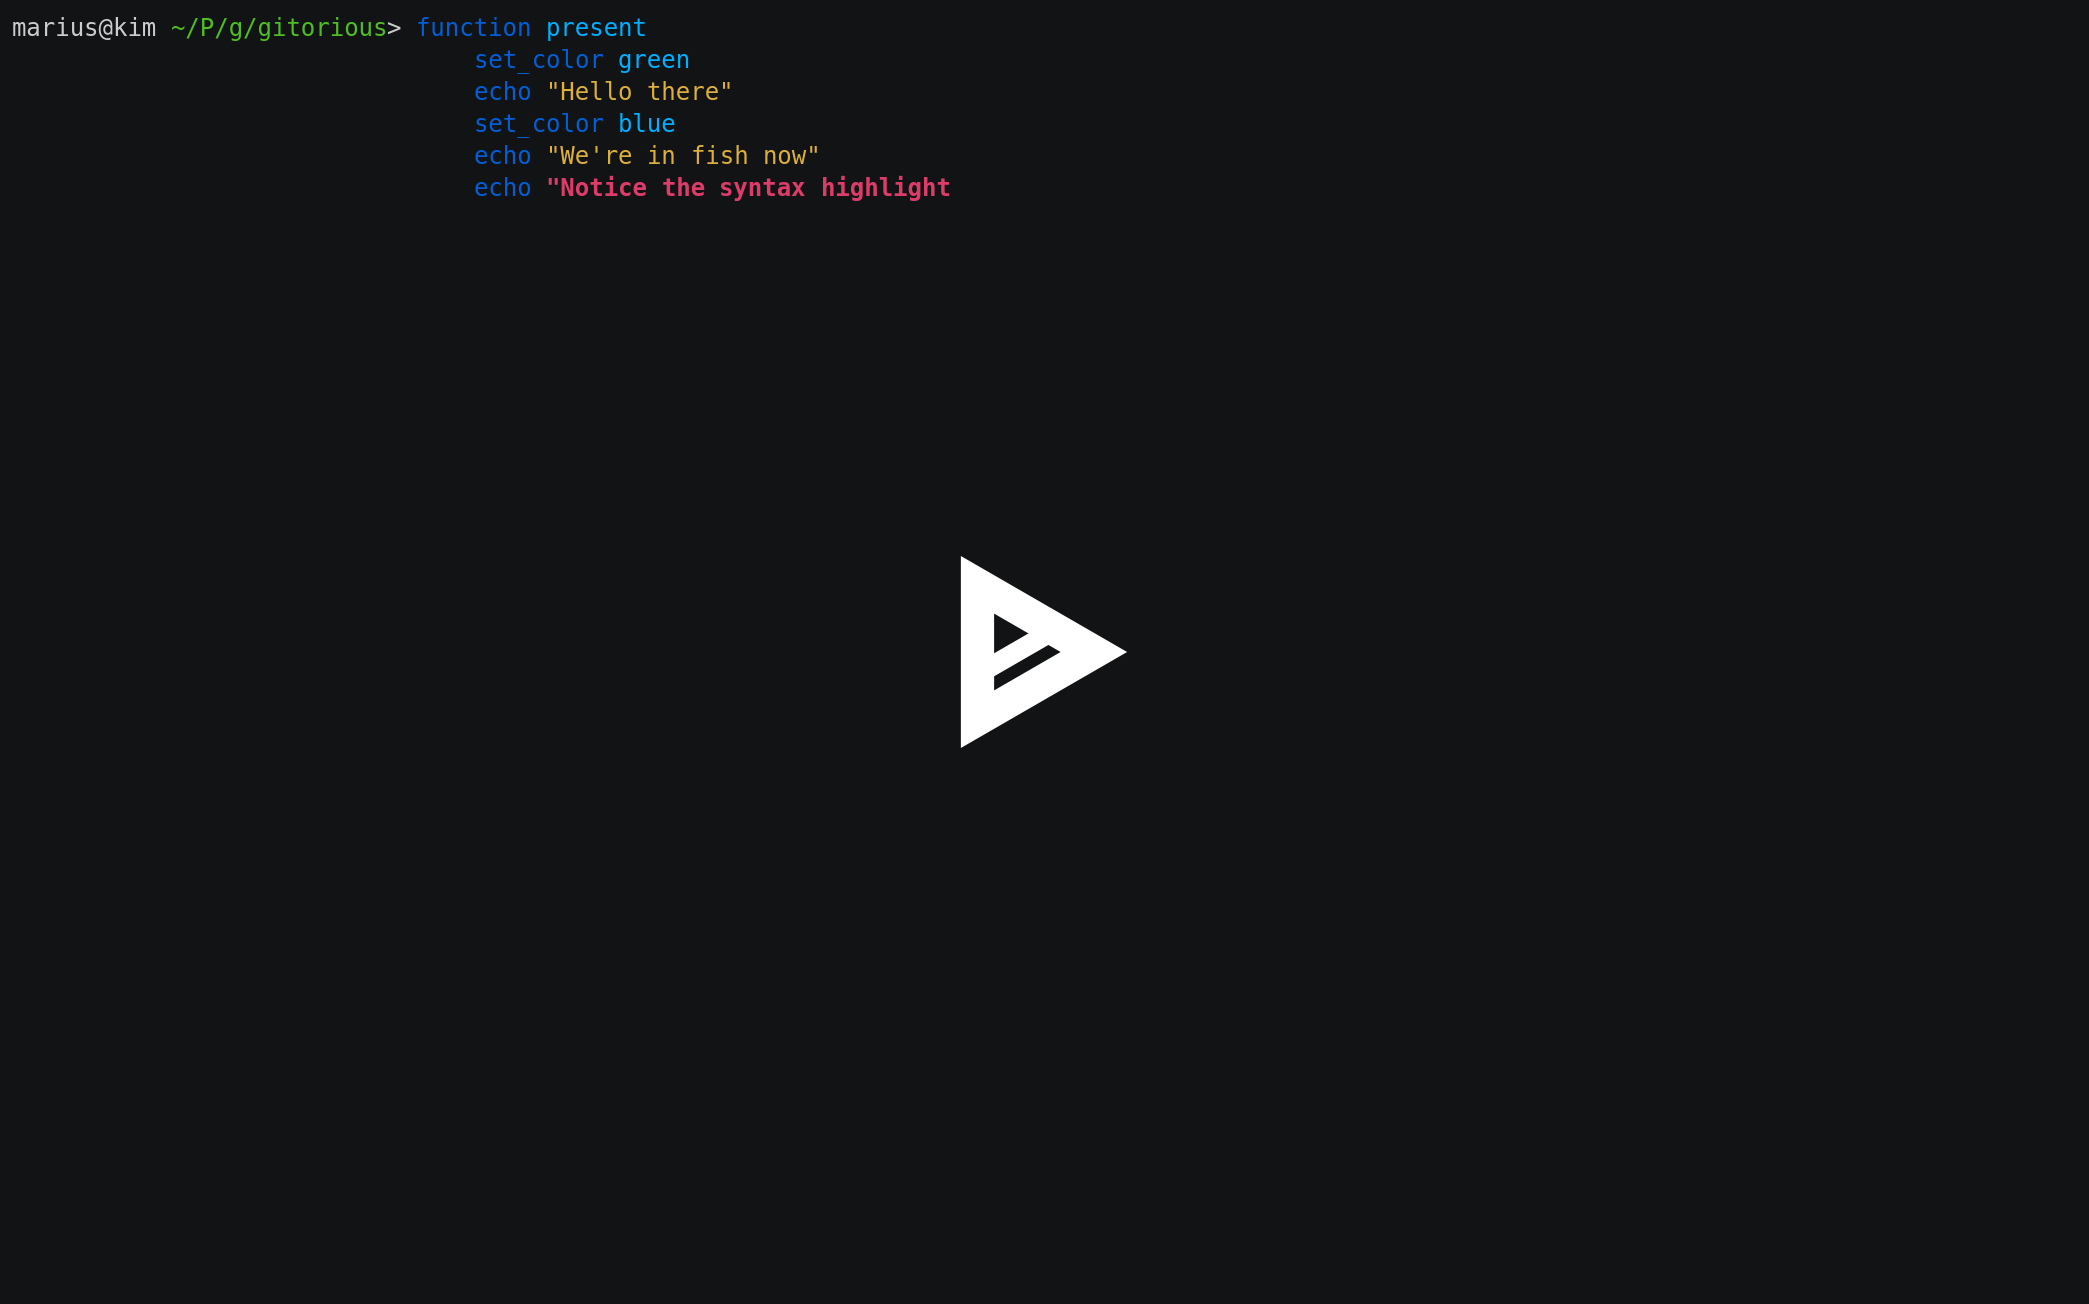 marius@kim ~/P/g/gitorious> function present
set_color green
echo "Hello there"
set_color blue
echo "We're in fish now"
echo "Notice the syntax highlight